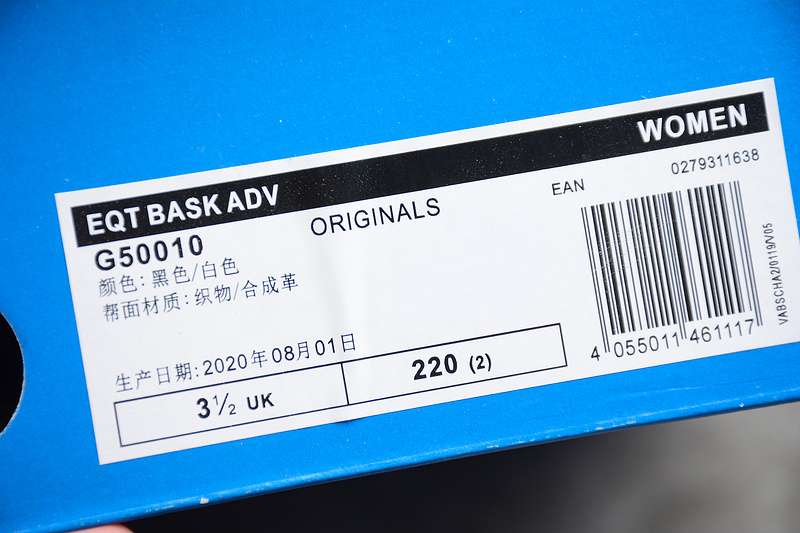 WOMEN
EQT BASK ADV
ORIGINALS
EAN
0279311638
G50010
颜色: 黑色/白色
帮面材质: 织物/合成革
生产日期: 2020年08月01日
3½ UK
220 (2)
4 055011 461117
VABSCHA2/0119/V05